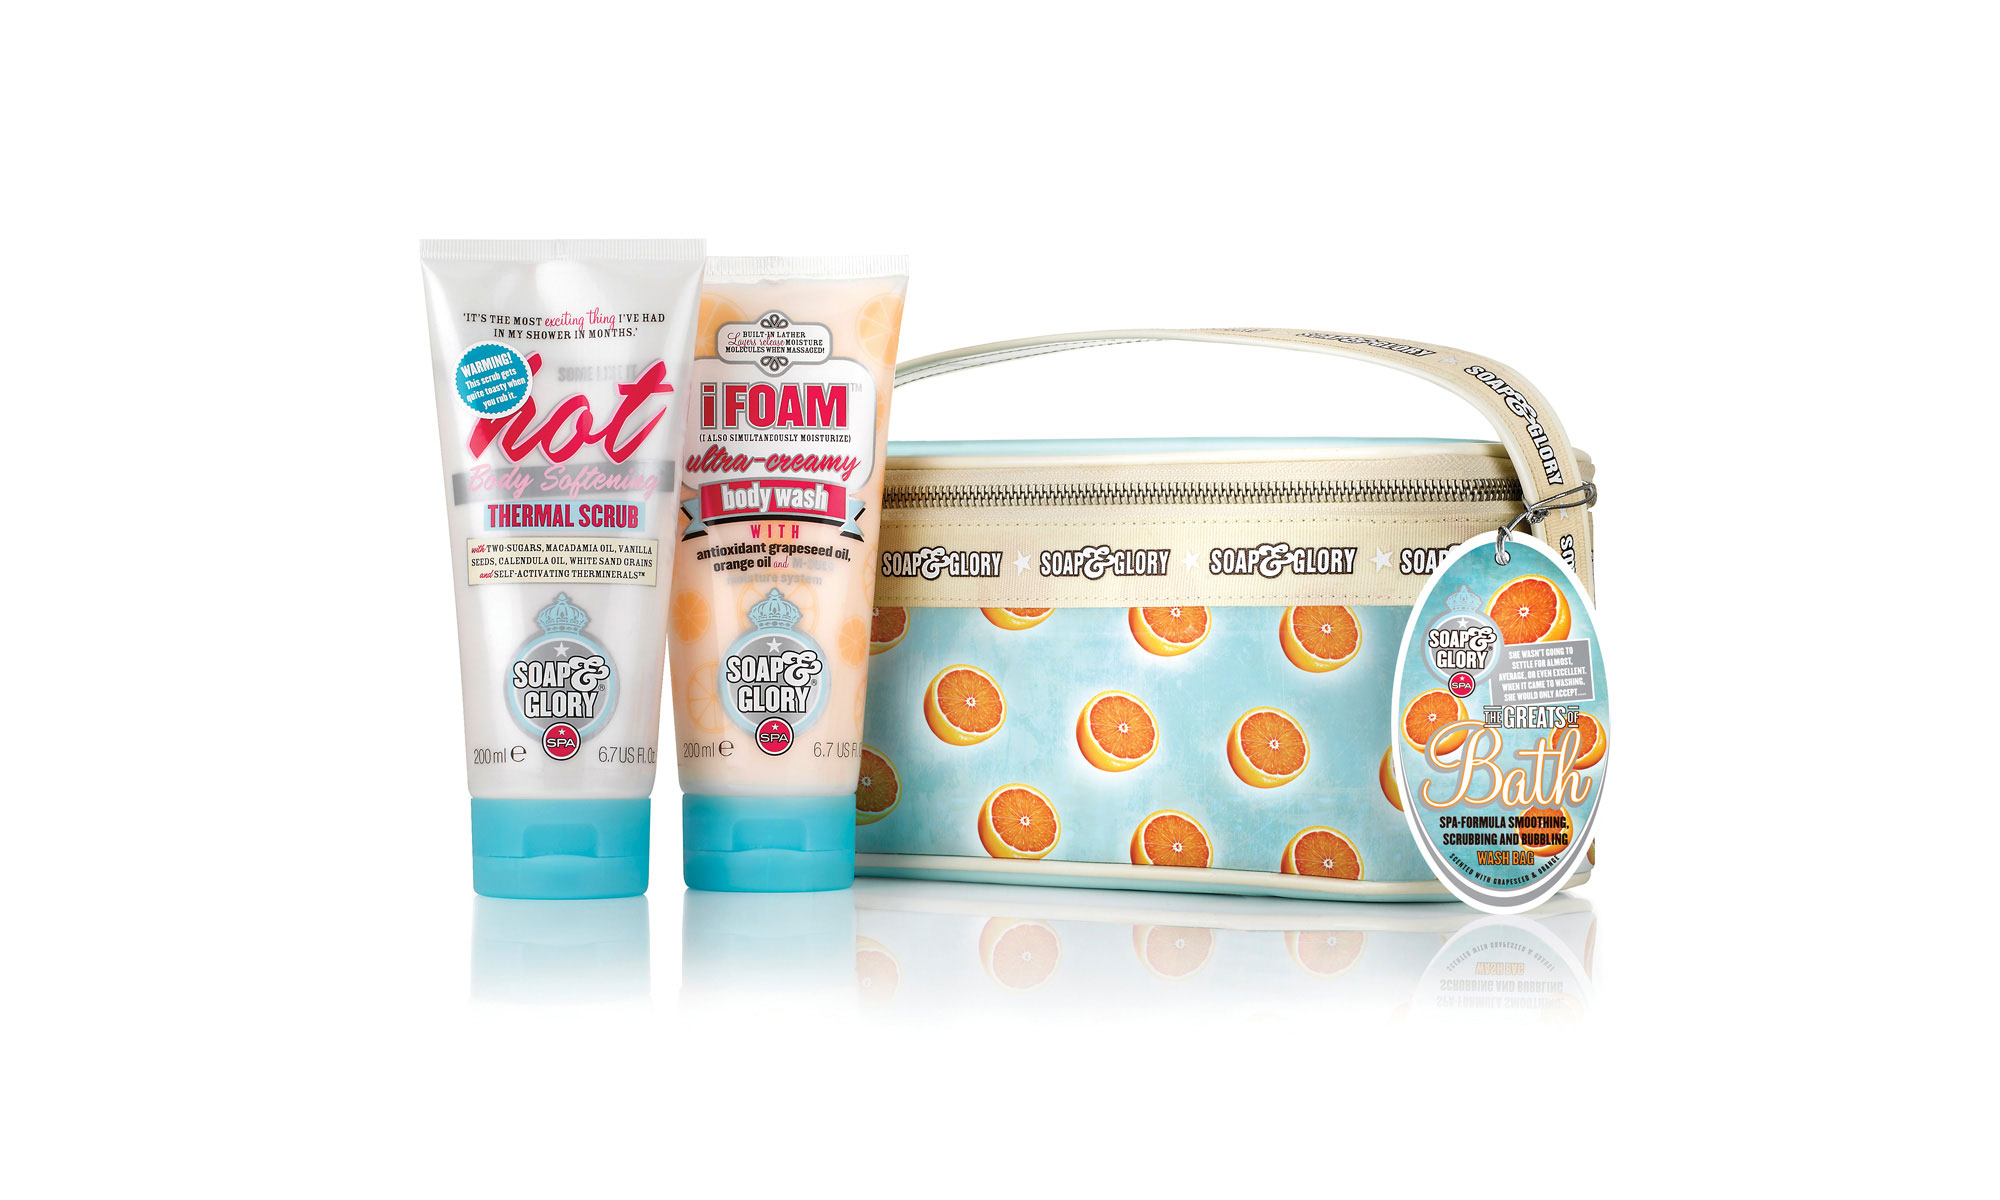 'IT'S THE MOST exciting thing I'VE HAD
IN MY SHOWER IN MONTHS.'
WARMING!
This scrub gets
quite toasty when
you rub it.
SOME LIKE IT
hot
Body Softening
THERMAL SCRUB
with TWO-SUGARS, MACADAMIA OIL, VANILLA
SEEDS, CALENDULA OIL, WHITE SAND GRAINS
and SELF-ACTIVATING THERMINERALS™
SOAP&
GLORY®
SPA
200 ml e 6.7 US Fl. Oz.
BUILT-IN LATHER
Layers release MOISTURE
MOLECULES WHEN MASSAGED!
i FOAM™
(I ALSO SIMULTANEOUSLY MOISTURIZE)
ultra-creamy
body wash
WITH
antioxidant grapeseed oil,
orange oil and
moisture system
SOAP&
GLORY®
SPA
200 ml e 6.7 US Fl.
SOAP&GLORY
SOAP&GLORY
SOAP&GLORY SOAP&GLORY SOAP&GLORY SOAP
SO
SOAP&
GLORY®
SPA
SHE WASN'T GOING TO
SETTLE FOR ALMOST,
AVERAGE, OR EVEN EXCELLENT.
WHEN IT CAME TO WASHING,
SHE WOULD ONLY ACCEPT.....
THE GREATS OF
Bath
SPA-FORMULA SMOOTHING,
SCRUBBING AND BUBBLING
WASH BAG
SCENTED WITH GRAPESEED & ORANGE